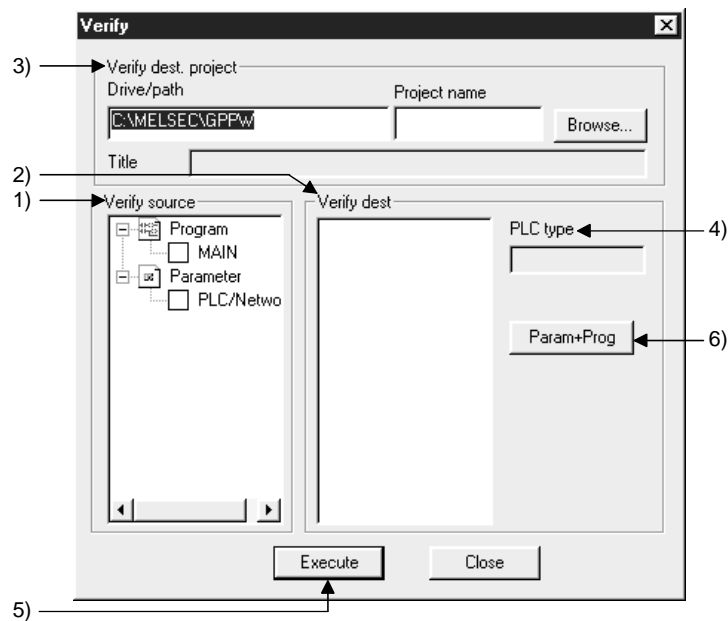 Verify
3)
Verify dest. project
Drive/path
Project name
C:\MELSEC\GPPW
Browse...
Title
2)
1)
Verify source
Verify dest
Program
MAIN
Parameter
PLC/Netwo
PLC type
4)
Param+Prog
6)
Execute
Close
5)